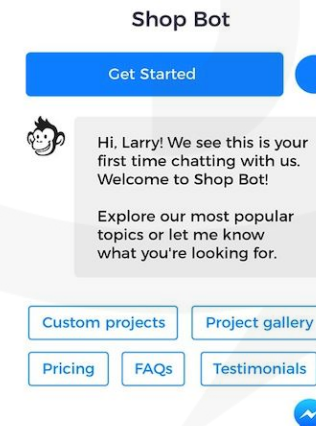 Shop Bot
Get Started
Hi, Larry! We see this is your
first time chatting with us.
Welcome to Shop Bot!
Explore our most popular
topics or let me know
what you're looking for.
Custom projects
Project gallery
Pricing
FAQs
Testimonials